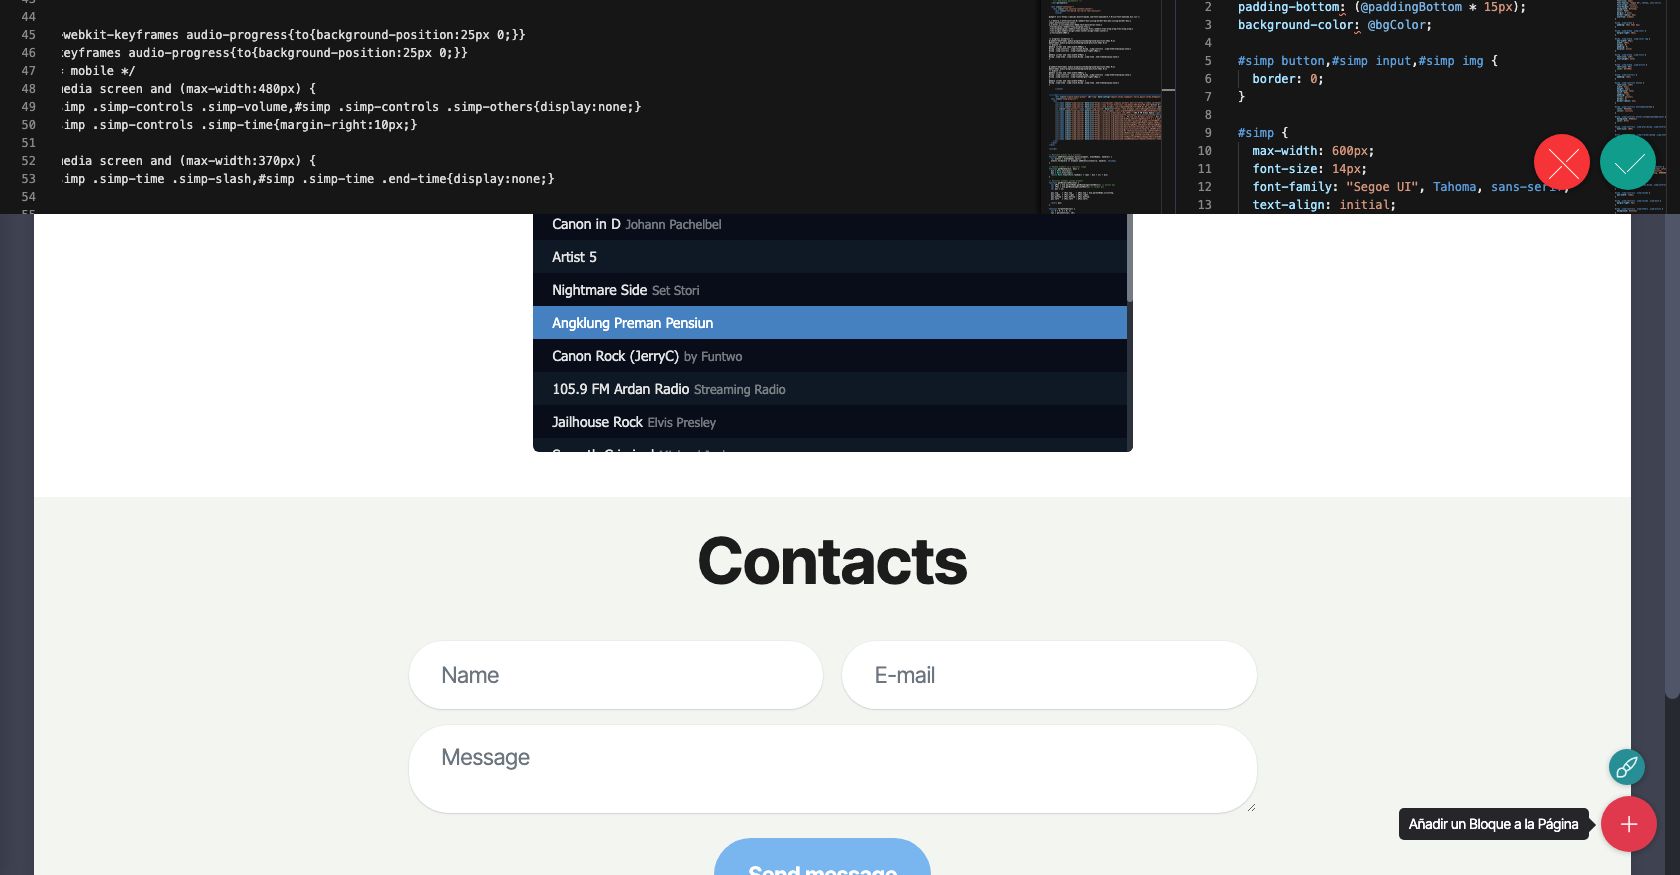 44
45 -webkit-keyframes audio-progress{to{background-position:25px 0;}}
46 keyframes audio-progress{to{background-position:25px 0;}}
47 * mobile */
48 media screen and (max-width:480px) {
49 simp .simp-controls .simp-volume,#simp .simp-controls .simp-others{display:none;}
50 simp .simp-controls .simp-time{margin-right:10px;}
51
52 media screen and (max-width:370px) {
53 simp .simp-time .simp-slash,#simp .simp-time .end-time{display:none;}
54
2 padding-bottom: (@paddingBottom * 15px);
3 background-color: @bgColor;
4
5 #simp button,#simp input,#simp img {
6 border: 0;
7 }
8
9 #simp {
10 max-width: 600px;
11 font-size: 14px;
12 font-family: "Segoe UI", Tahoma, sans-serif;
13 text-align: initial;
Canon in D Johann Pachelbel
Artist 5
Nightmare Side Set Stori
Angklung Preman Pensiun
Canon Rock (JerryC) by Funtwo
105.9 FM Ardan Radio Streaming Radio
Jailhouse Rock Elvis Presley
Contacts
Name
E-mail
Message
Añadir un Bloque a la Página
Send message